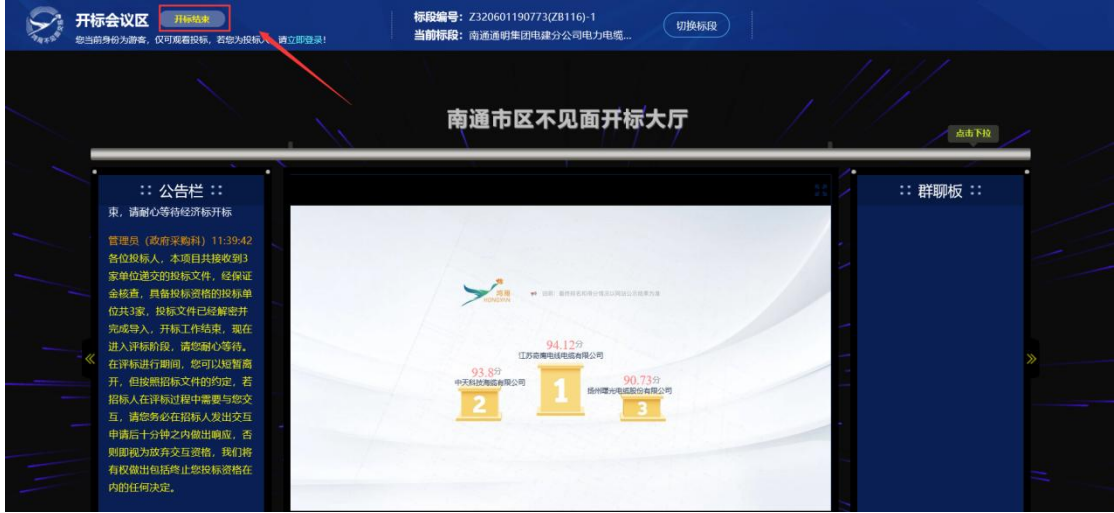 开标会议区 开标结束
您当前身份为游客，仅可观看投标，若您为投标人，请立即登录！
标段编号：Z320601190773(ZB116)-1
当前标段：南通通明集团电建分公司电力电缆...
切换标段
南通市区不见面开标大厅
点击下拉
:: 公告栏 ::
束，请耐心等待经济标开标
管理员（政府采购科）11:39:42
各位投标人，本项目共接收到3
家单位递交的投标文件，经保证
金核查，具备投标资格的投标单
位共3家，投标文件已经解密并
完成导入，开标工作结束，现在
进入评标阶段，请您耐心等待。
在评标进行期间，您可以短暂离
开，但按照招标文件的约定，若
招标人在评标过程中需要与您交
互，请您务必在招标人发出交互
申请后十分钟之内做出响应，否
则即视为放弃交互资格，我们将
有权做出包括终止您投标资格在
内的任何决定。
鸿雁
HONGYAN
94.12分
江苏奇鹰电线电缆有限公司
93.8分
中天科技海缆有限公司
90.73分
扬州曙光电缆股份有限公司
1
2
3
:: 群聊板 ::